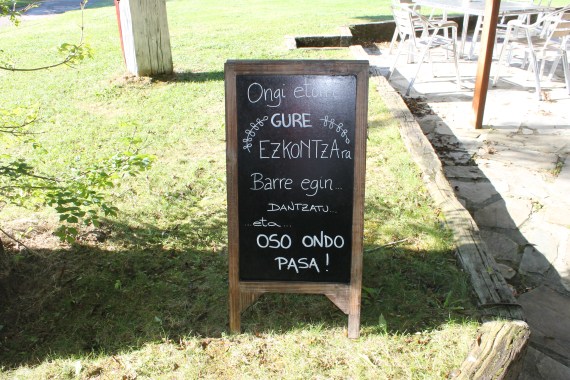 Ongi etorri
GURE
EZKONTZAra
Barre egin...
DANTZATU...
...eta...
OSO ONDO
PASA!